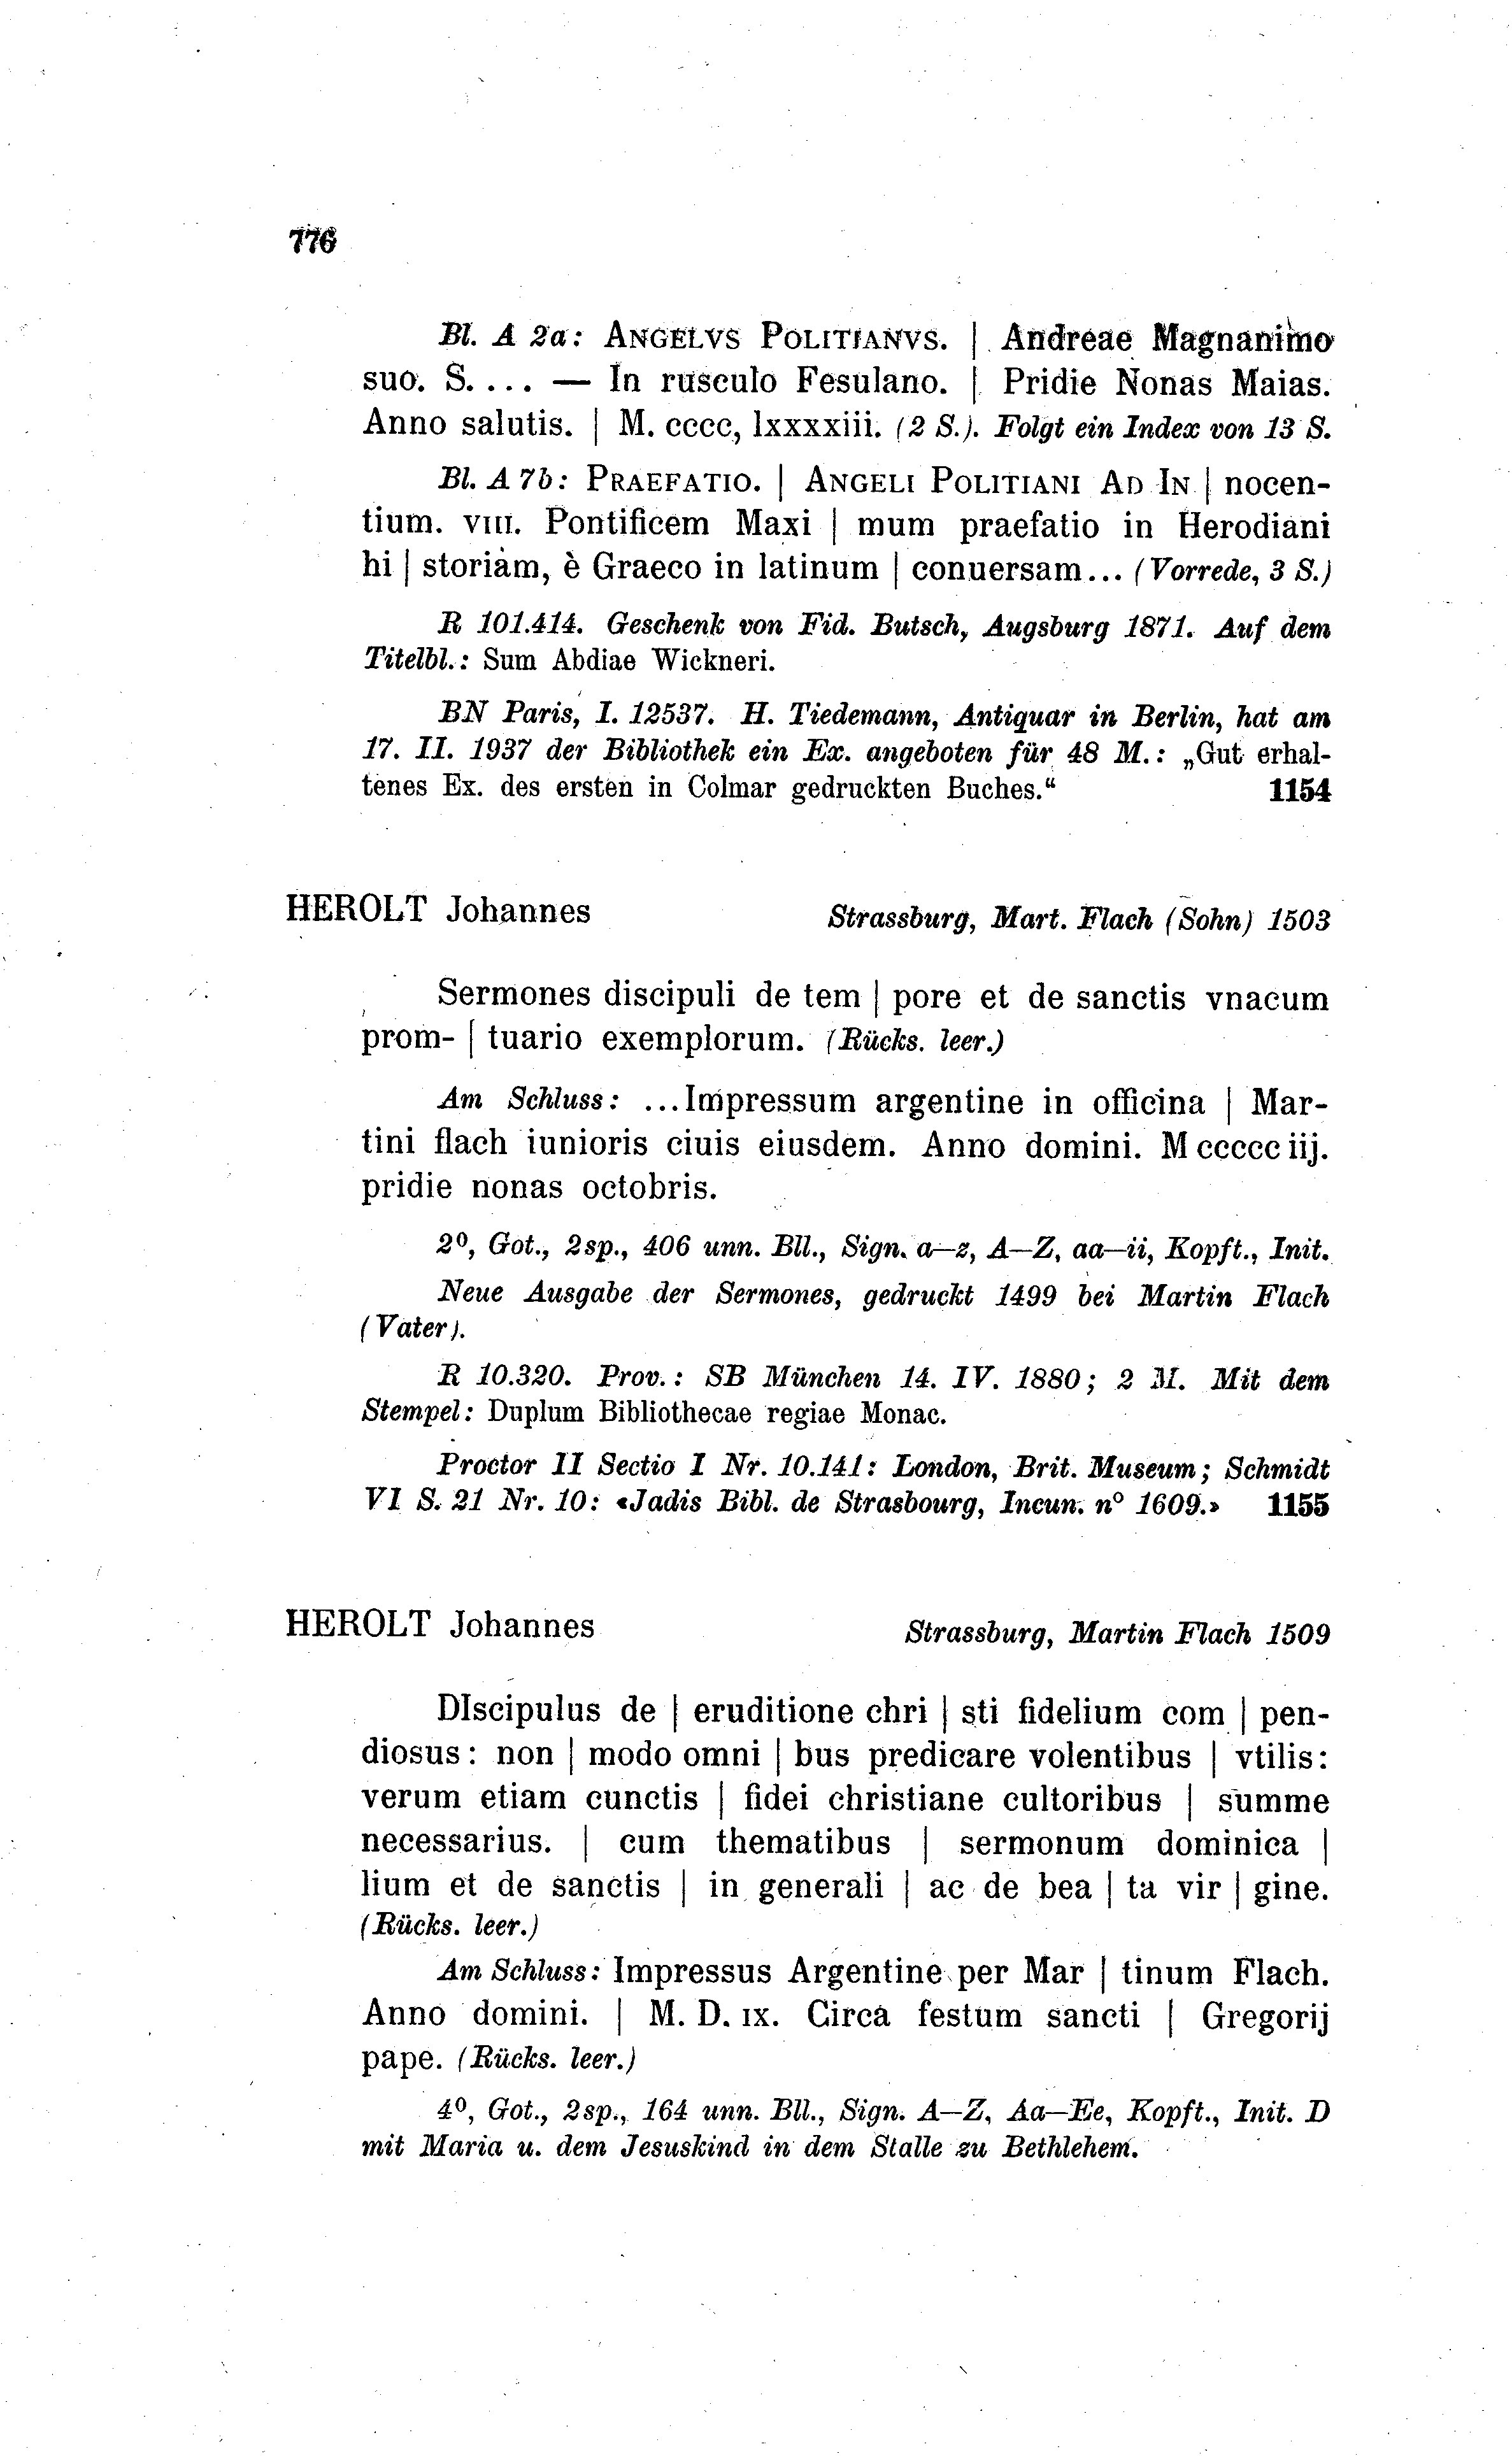 776
Bl. A 2a: ANGELVS POLITIANVS. | Andreae Magnanimo
suo. S. ... — In rusculo Fesulano. | Pridie Nonas Maias.
Anno salutis. | M. cccc, lxxxxiii. (2 S.). Folgt ein Index von 13 S.
Bl. A 7b: PRAEFATIO. | ANGELI POLITIANI AD IN | nocen-
tium. VIII. Pontificem Maxi | mum praefatio in Herodiani
hi | storiam, è Graeco in latinum | conuersam... (Vorrede, 3 S.)
R 101.414. Geschenk von Fid. Butsch, Augsburg 1871. Auf dem
Titelbl.: Sum Abdiae Wickneri.
BN Paris, I. 12537. H. Tiedemann, Antiquar in Berlin, hat am
17. II. 1937 der Bibliothek ein Ex. angeboten für 48 M.: „Gut erhal-
tenes Ex. des ersten in Colmar gedruckten Buches.“ 1154
HEROLT Johannes Strassburg, Mart. Flach (Sohn) 1503
Sermones discipuli de tem | pore et de sanctis vnacum
prom- | tuario exemplorum. (Rücks. leer.)
Am Schluss: ...Impressum argentine in officina | Mar-
tini flach iunioris ciuis eiusdem. Anno domini. M ccccc iij.
pridie nonas octobris.
2⁰, Got., 2sp., 406 unn. Bll., Sign. a—z, A—Z, aa—ii, Kopft., Init.
Neue Ausgabe der Sermones, gedruckt 1499 bei Martin Flach
(Vater).
R 10.320. Prov.: SB München 14. IV. 1880; 2 M. Mit dem
Stempel: Duplum Bibliothecae regiae Monac.
Proctor II Sectio I Nr. 10.141: London, Brit. Museum; Schmidt
VI S. 21 Nr. 10: «Jadis Bibl. de Strasbourg, Incun. n° 1609.» 1155
HEROLT Johannes Strassburg, Martin Flach 1509
DIscipulus de | eruditione chri | sti fidelium com | pen-
diosus: non | modo omni | bus predicare volentibus | vtilis:
verum etiam cunctis | fidei christiane cultoribus | summe
necessarius. | cum thematibus | sermonum dominica |
lium et de sanctis | in generali | ac de bea | ta vir | gine.
(Rücks. leer.)
Am Schluss: Impressus Argentine per Mar | tinum Flach.
Anno domini. | M. D. IX. Circa festum sancti | Gregorij
pape. (Rücks. leer.)
4⁰, Got., 2sp., 164 unn. Bll., Sign. A—Z, Aa—Ee, Kopft., Init. D
mit Maria u. dem Jesuskind in dem Stalle zu Bethlehem.